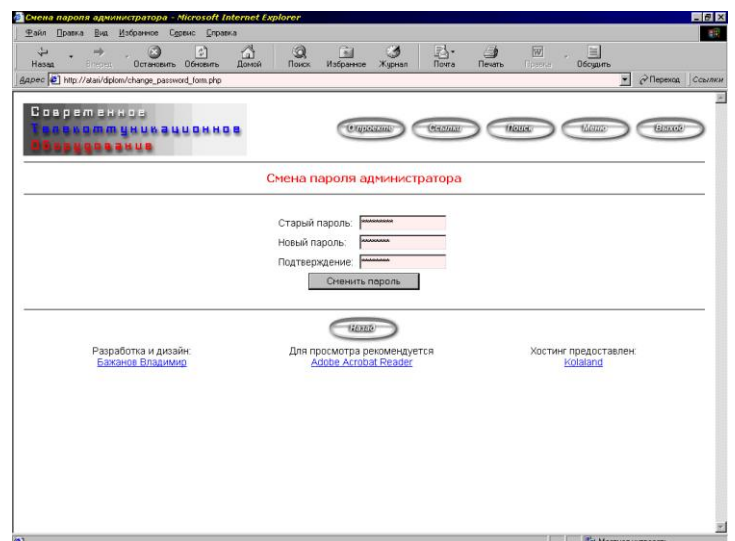 Смена пароля администратора - Microsoft Internet Explorer
Файл Правка Вид Избранное Сервис Справка
Назад Вперед Остановить Обновить Домой Поиск Избранное Журнал Почта Печать Правка Обсудить
Адрес http://atari/diplom/change_password_form.php Переход Ссылки
Современное
Телекоммуникационное
Оборудование
О проекте Ссылки Поиск Меню Выход
Смена пароля администратора
Старый пароль: *********
Новый пароль: ********
Подтверждение: ********
Сменить пароль
Назад
Разработка и дизайн: Для просмотра рекомендуется Хостинг предоставлен:
Бажанов Владимир Adobe Acrobat Reader Kolaland